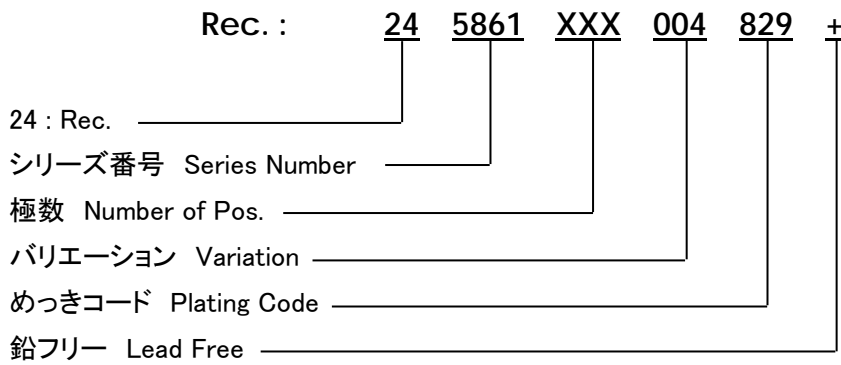 Rec. : 24 5861 XXX 004 829 +
24 : Rec.
シリーズ番号 Series Number
極数 Number of Pos.
バリエーション Variation
めっきコード Plating Code
鉛フリー Lead Free